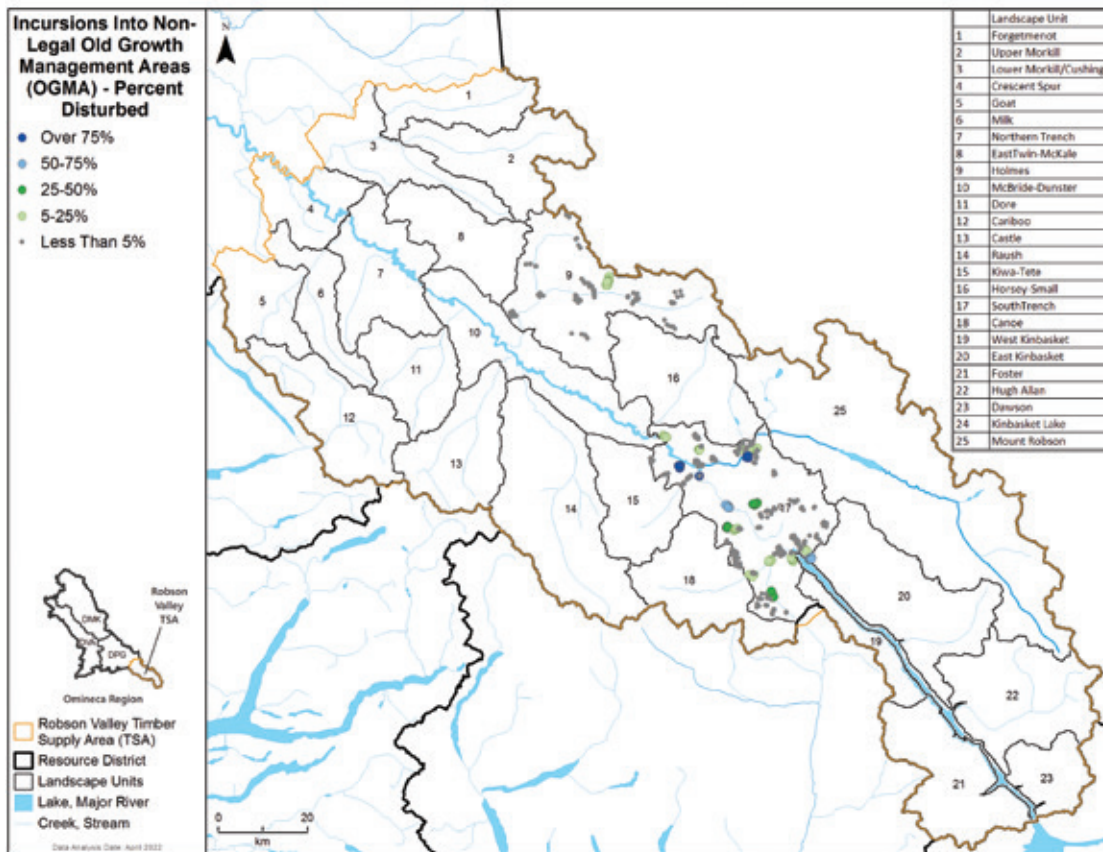 Incursions Into Non-
Legal Old Growth
Management Areas
(OGMA) - Percent
Disturbed
Over 75%
50-75%
25-50%
5-25%
Less Than 5%
N
Landscape Unit
1 Forgetmenot
2 Upper Morkill
3 Lower Morkill/Cushing
4 Crescent Spur
5 Goat
6 Milk
7 Northern Trench
8 EastTwin-McKale
9 Holmes
10 McBride-Dunster
11 Dore
12 Cariboo
13 Castle
14 Raush
15 Kiwa-Tete
16 Horsey-Small
17 SouthTrench
18 Canoe
19 West Kinbasket
20 East Kinbasket
21 Foster
22 Hugh Allan
23 Dawson
24 Kinbasket Lake
25 Mount Robson
1
2
3
4
5
6
7
8
9
10
11
12
13
14
15
16
17
18
19
20
21
22
23
25
Robson
Valley
TSA
DMK
DVA
DPG
Omineca Region
Robson Valley Timber
Supply Area (TSA)
Resource District
Landscape Units
Lake, Major River
Creek, Stream
Data Analysis Date: April 2022
0 20
km